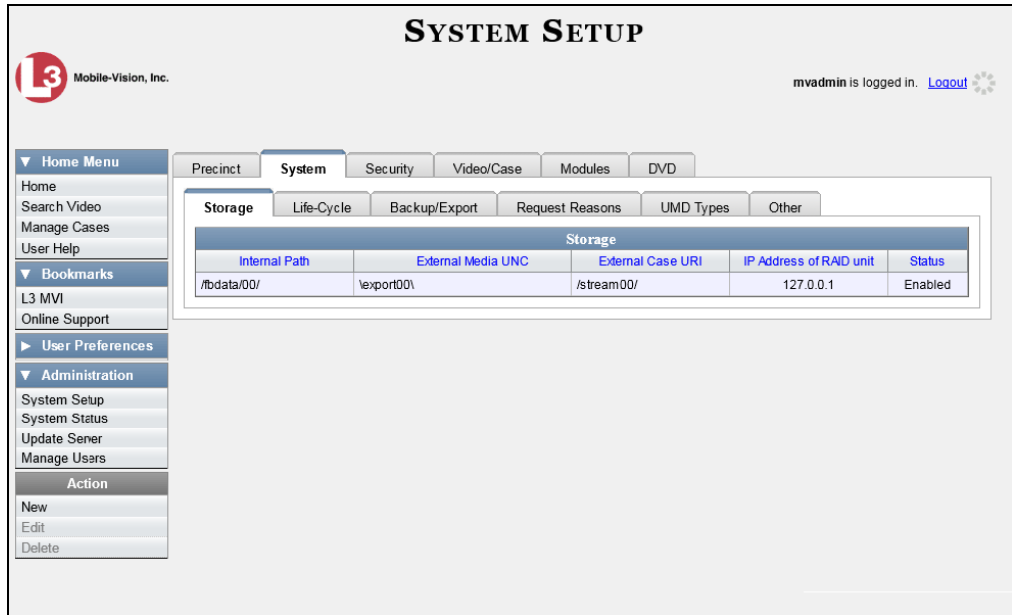 SYSTEM SETUP
L3 Mobile-Vision, Inc.
mvadmin is logged in. Logout
▼ Home Menu
Home
Search Video
Manage Cases
User Help
▼ Bookmarks
L3 MVI
Online Support
► User Preferences
▼ Administration
System Setup
System Status
Update Server
Manage Users
Action
New
Edit
Delete
Precinct System Security Video/Case Modules DVD
Storage Life-Cycle Backup/Export Request Reasons UMD Types Other
Storage
Internal Path External Media UNC External Case URI IP Address of RAID unit Status
/fbdata/00/ \export00\ /stream00/ 127.0.0.1 Enabled